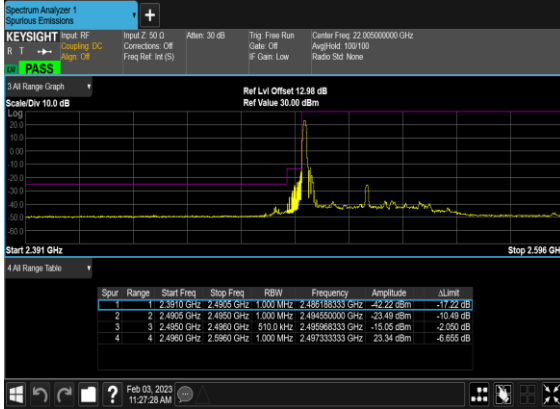 Spectrum Analyzer 1
Spurious Emissions
+
KEYSIGHT Input: RF Input Z: 50 Ω Atten: 30 dB Trig: Free Run Center Freq: 22.005000000 GHz
R T Coupling: DC Corrections: Off Gate: Off Avg|Hold: 100/100
Align: Off Freq Ref: Int (S) IF Gain: Low Radio Std: None
PASS
3 All Range Graph
Ref Lvl Offset 12.98 dB
Scale/Div 10.0 dB Ref Value 30.00 dBm
Log
20.0
10.0
0.00
-10.0
-20.0
-30.0
-40.0
-50.0
-60.0
Start 2.391 GHz Stop 2.596 GH
4 All Range Table
Spur Range Start Freq Stop Freq RBW Frequency Amplitude ΔLimit
1 1 2.3910 GHz 2.4905 GHz 1.000 MHz 2.486188333 GHz -42.22 dBm -17.22 dB
2 2 2.4905 GHz 2.4950 GHz 1.000 MHz 2.494550000 GHz -23.49 dBm -10.49 dB
3 3 2.4950 GHz 2.4960 GHz 510.0 kHz 2.495968333 GHz -15.05 dBm -2.050 dB
4 4 2.4960 GHz 2.5960 GHz 1.000 MHz 2.497333333 GHz 23.34 dBm -6.655 dB
?
Feb 03, 2023
11:27:28 AM